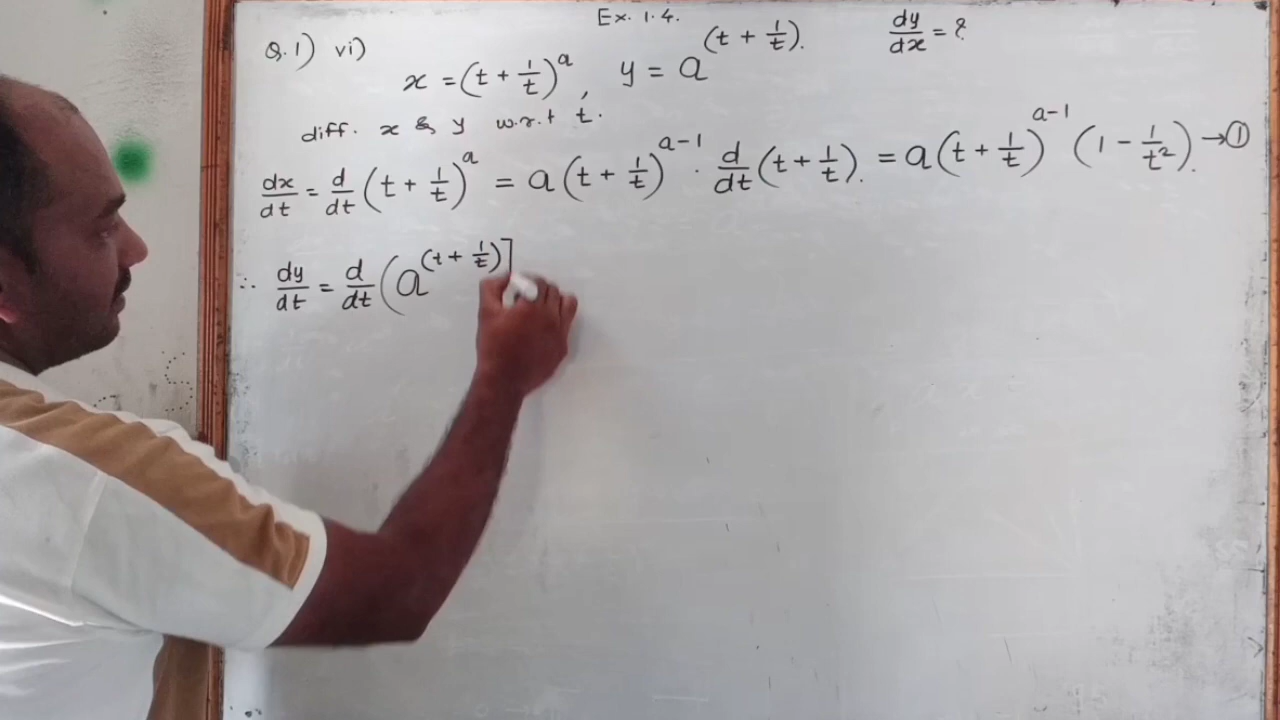 Ex. 1.4.
Q.1) vi) x = (t + 1/t)^a, y = a^(t + 1/t). dy/dx = ?
diff. x & y w.r.t t.
dx/dt = d/dt (t + 1/t)^a = a(t + 1/t)^(a-1) · d/dt (t + 1/t). = a(t + 1/t)^(a-1) (1 - 1/t²). → ①
∴ dy/dt = d/dt (a^(t + 1/t)]